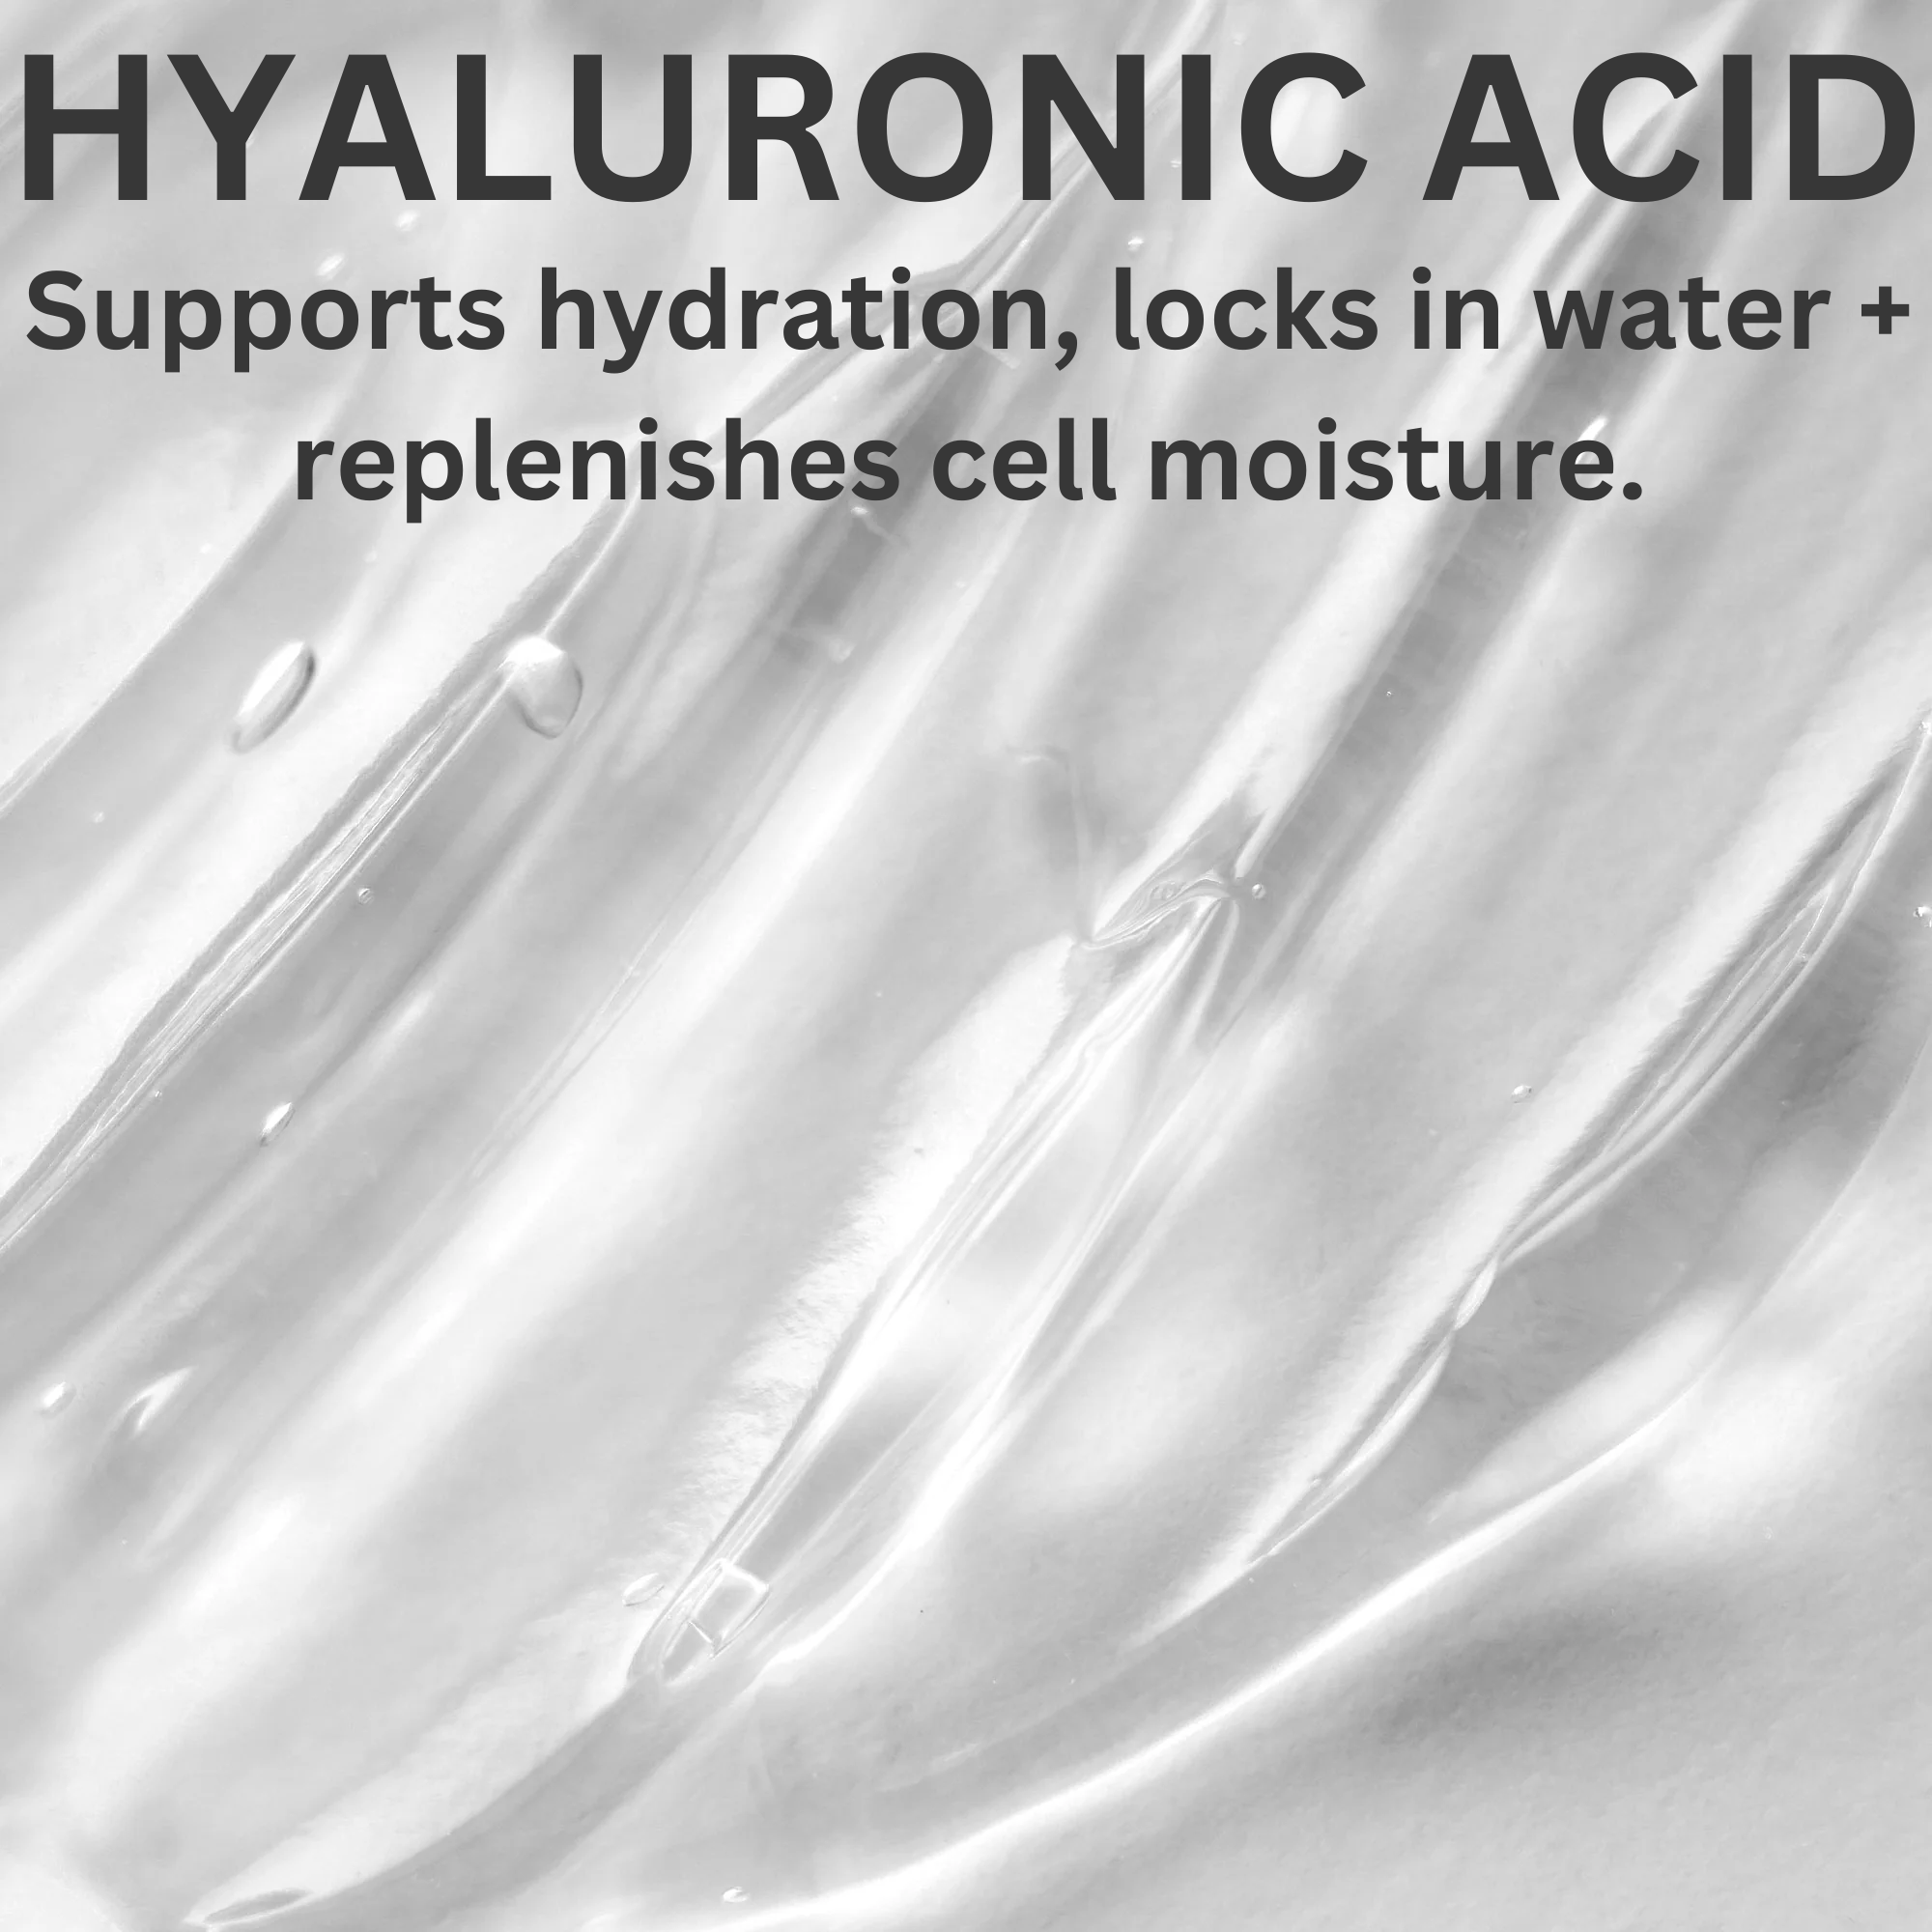 HYALURONIC ACID
Supports hydration, locks in water +
replenishes cell moisture.